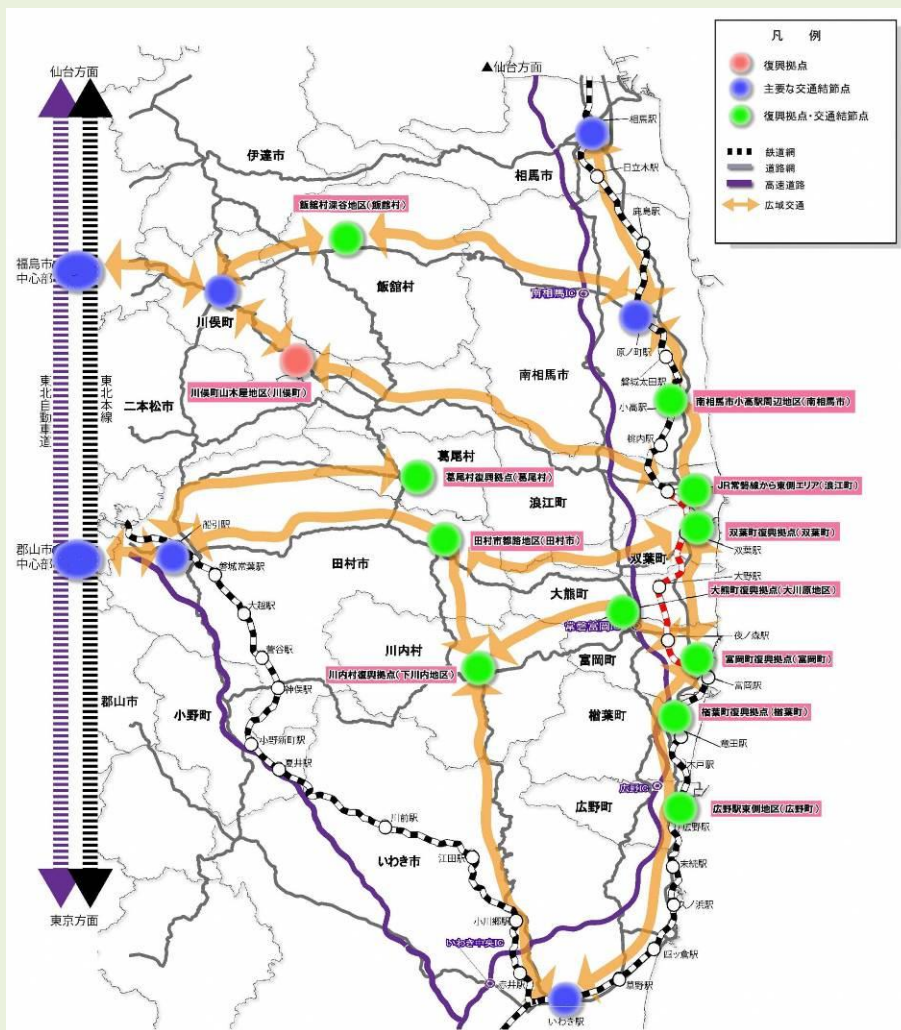 凡 例
復興拠点
主要な交通結節点
復興拠点・交通結節点
鉄道網
道路網
高速道路
広域交通
仙台方面
▲仙台方面
相馬駅
伊達市
相馬市
日立木駅
飯舘村深谷地区(飯舘村)
鹿島駅
福島市
中心部
飯舘村
南相馬IC
川俣町
原ノ町駅
磐城太田駅
南相馬市
川俣町山木屋地区(川俣町)
二本松市
小高駅
南相馬市小高駅周辺地区(南相馬市)
東北自動車道
東北本線
桃内駅
葛尾村
葛尾村復興拠点(葛尾村)
JR常磐線から東側エリア(浪江町)
浪江町
船引駅
双葉町復興拠点(双葉町)
郡山市
中心部
田村市都路地区(田村市)
田村市
双葉町
双葉駅
磐城常葉駅
大野駅
大熊町
大熊町復興拠点(大川原地区)
大越駅
常磐富岡
夜ノ森駅
川内村
菅谷駅
富岡町
富岡町復興拠点(富岡町)
川内村復興拠点(下川内地区)
富岡駅
神俣駅
郡山市
小野町
楢葉町
楢葉町復興拠点(楢葉町)
小野新町駅
竜田駅
夏井駅
木戸駅
広野IC
広野町
広野駅東側地区(広野町)
川前駅
広野駅
いわき市
江田駅
末続駅
東京方面
小川郷駅
久ノ浜駅
いわき中央IC
四ッ倉駅
赤井駅
草野駅
いわき駅